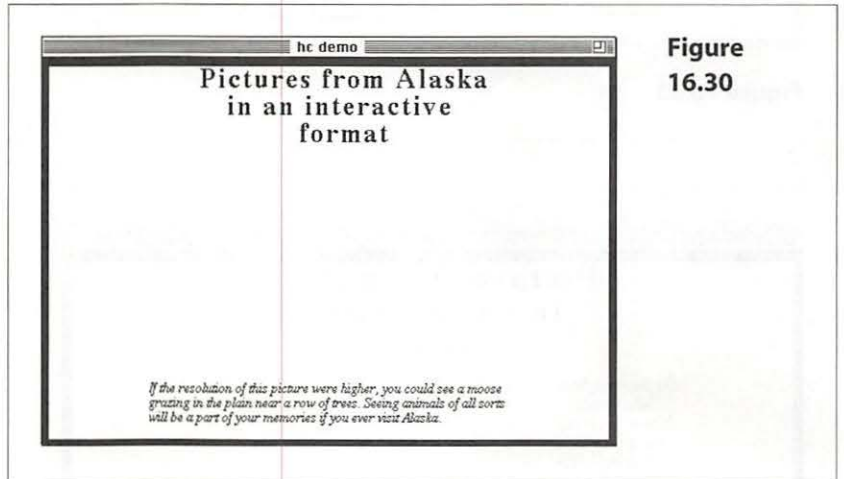 hc demo
Pictures from Alaska
in an interactive
format
If the resolution of this picture were higher, you could see a moose
grazing in the plain near a row of trees. Seeing animals of all sorts
will be a part of your memories if you ever visit Alaska.
Figure
16.30